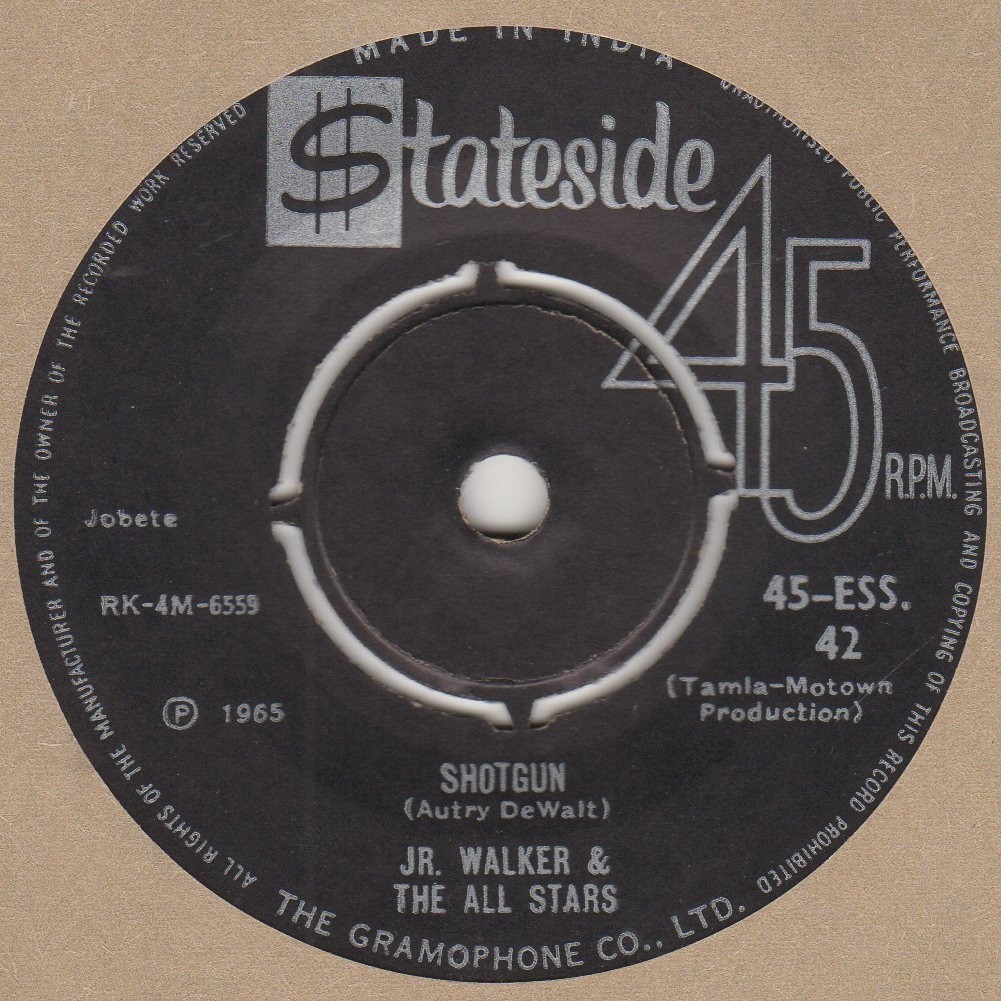 MADE IN INDIA
$tateside
45
R.P.M.
Jobete
RK-4M-6559
Ⓟ 1965
45-ESS.
42
(Tamla-Motown
Production)
SHOTGUN
(Autry DeWalt)
JR. WALKER &
THE ALL STARS
THE GRAMOPHONE CO., LTD.
ALL RIGHTS OF THE MANUFACTURER AND OF THE OWNER OF THE RECORDED WORK RESERVED
UNAUTHORISED PUBLIC PERFORMANCE BROADCASTING AND COPYING OF THIS RECORD PROHIBITED